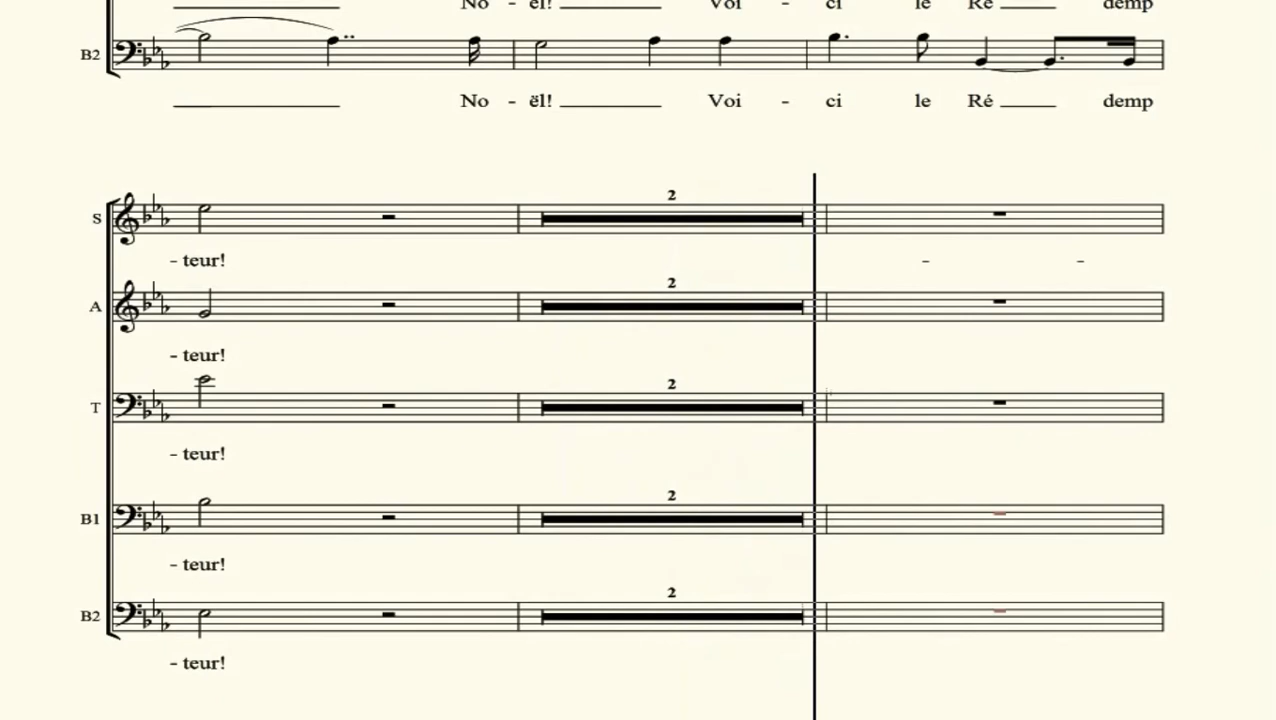 No - ël! Voi - ci le Ré demp
B2
No - ël! Voi - ci le Ré demp
2
S
- teur! - -
2
A
- teur!
2
T
- teur!
2
B1
- teur!
2
B2
- teur!